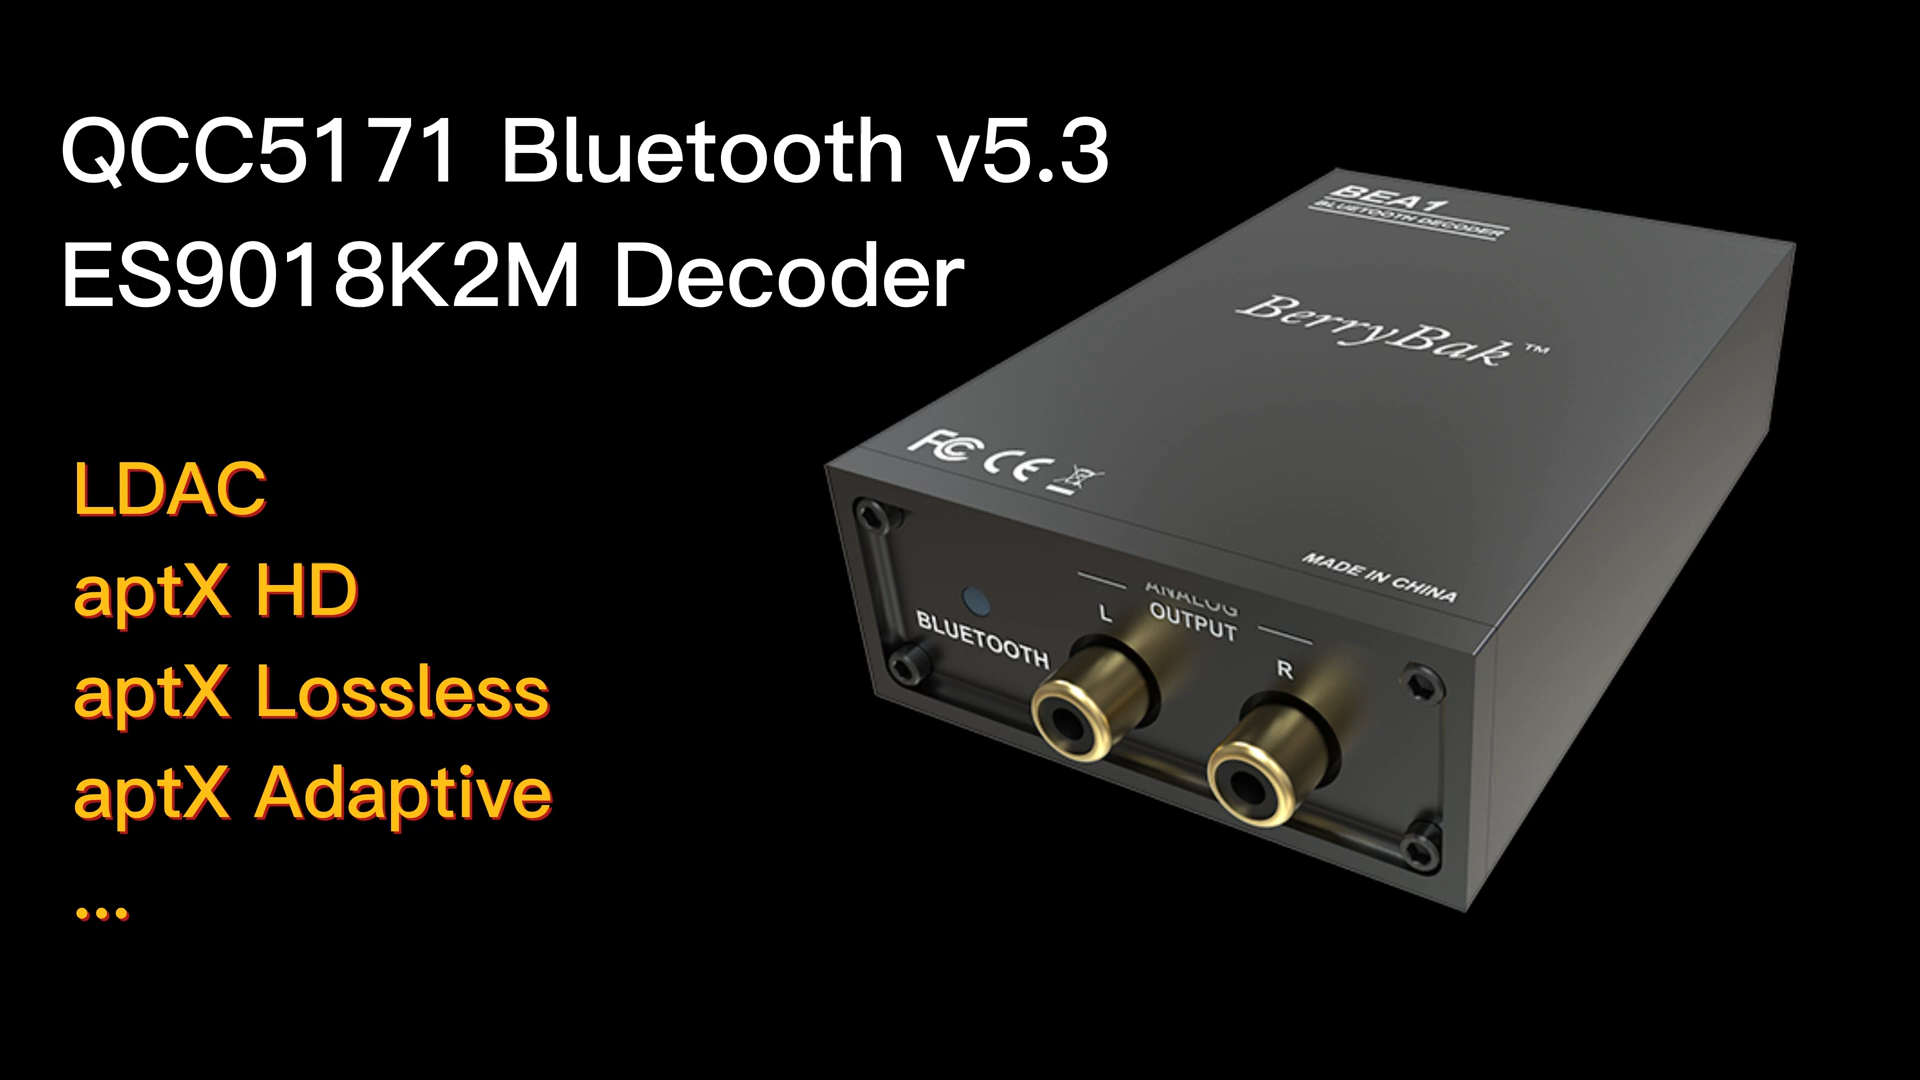 QCC5171 Bluetooth v5.3
ES9018K2M Decoder
LDAC
aptX HD
aptX Lossless
aptX Adaptive
...
BEA1
BLUETOOTH DECODER
BerryBak™
FC CE
MADE IN CHINA
BLUETOOTH
L
ANALOG
OUTPUT
R